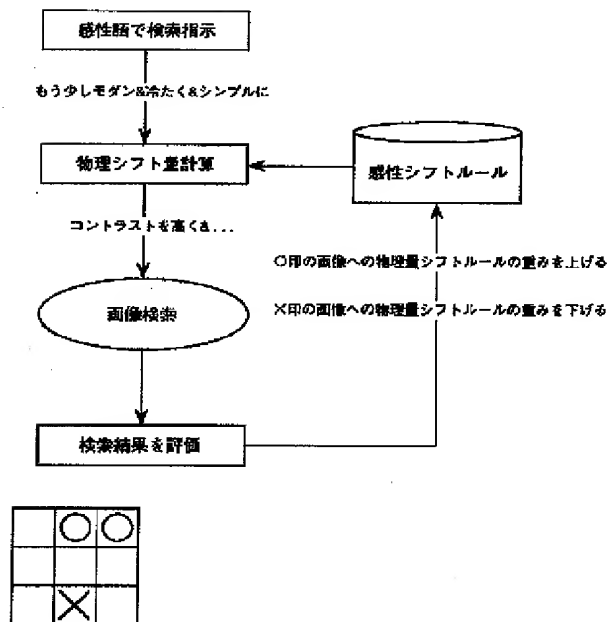 感性語で検索指示
もう少しモダン&冷たく&シンプルに
物理シフト量計算
感性シフトルール
コントラストを高く&...
○印の画像への物理量シフトルールの重みを上げる
画像検索
×印の画像への物理量シフトルールの重みを下げる
検索結果を評価